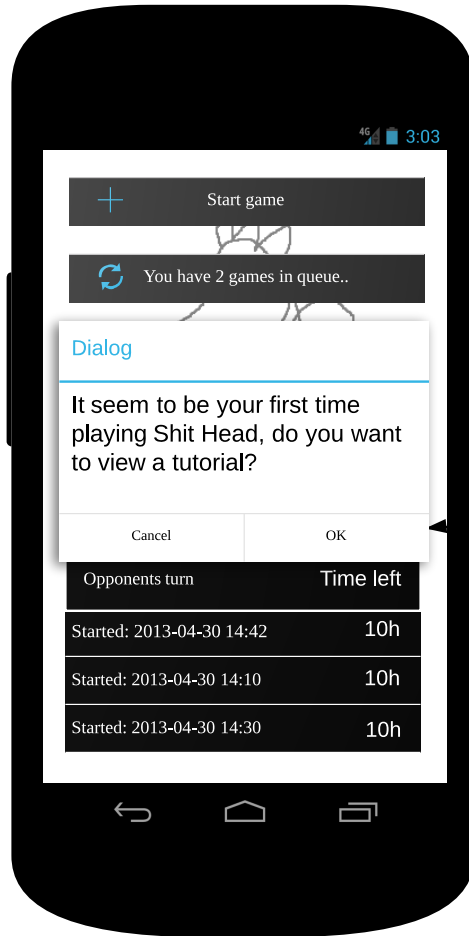 4G 3:03
Start game
You have 2 games in queue..
Dialog
It seem to be your first time
playing Shit Head, do you want
to view a tutorial?
Cancel OK
Opponents turn Time left
Started: 2013-04-30 14:42 10h
Started: 2013-04-30 14:10 10h
Started: 2013-04-30 14:30 10h